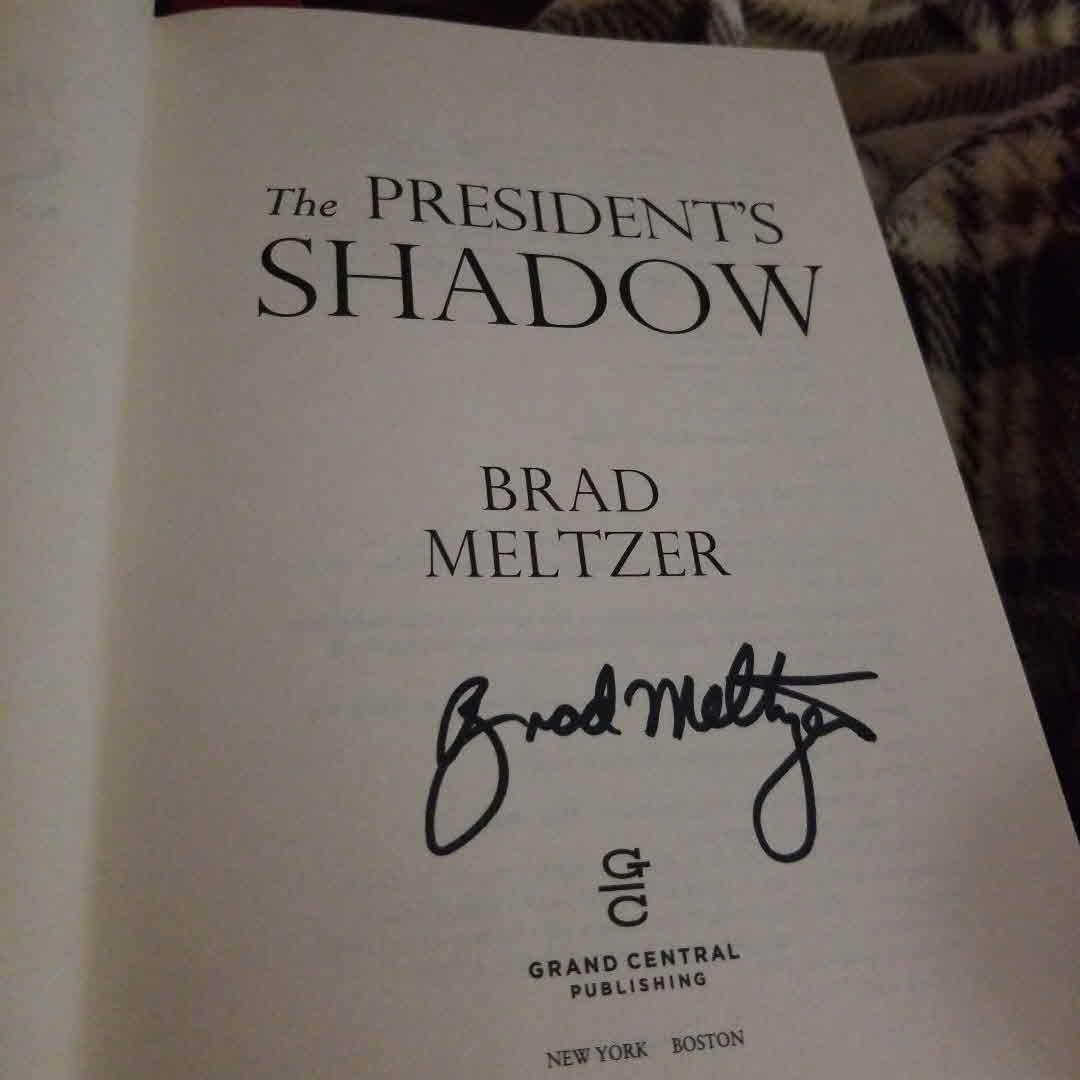 The PRESIDENT'S
SHADOW
BRAD
MELTZER
Brad Meltzer
G
C
GRAND CENTRAL
PUBLISHING
NEW YORK BOSTON